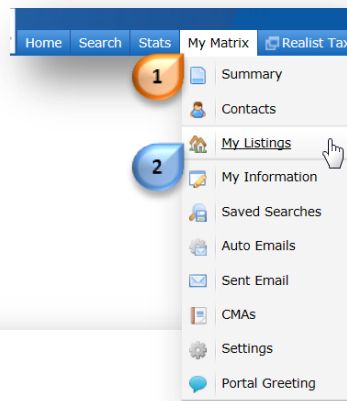 Home Search Stats My Matrix Realist Tax
1 Summary
Contacts
My Listings
2 My Information
Saved Searches
Auto Emails
Sent Email
CMAs
Settings
Portal Greeting